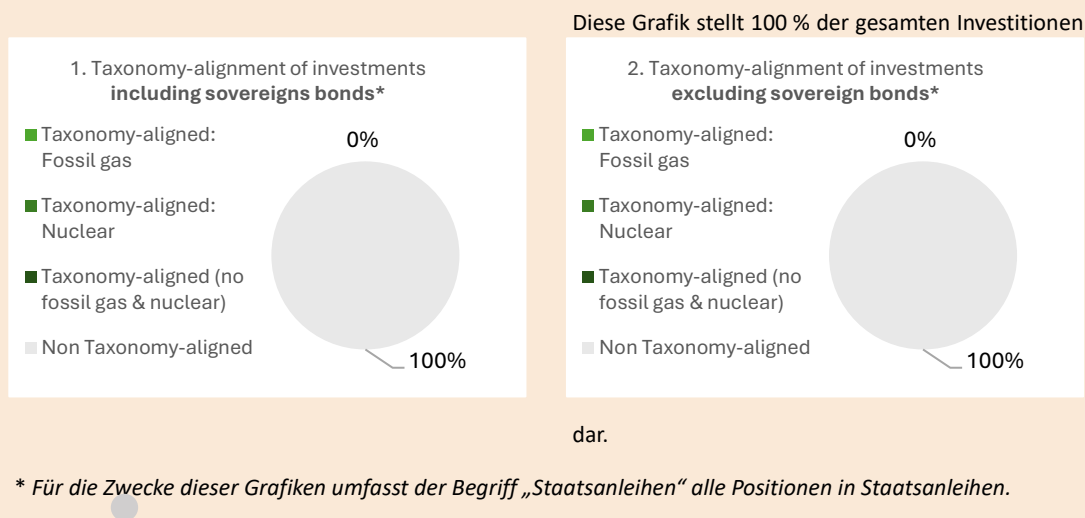 Diese Grafik stellt 100 % der gesamten Investitionen
1. Taxonomy-alignment of investments
including sovereigns bonds*
Taxonomy-aligned:
Fossil gas
Taxonomy-aligned:
Nuclear
Taxonomy-aligned (no
fossil gas & nuclear)
Non Taxonomy-aligned
0%
100%
2. Taxonomy-alignment of investments
excluding sovereign bonds*
Taxonomy-aligned:
Fossil gas
Taxonomy-aligned:
Nuclear
Taxonomy-aligned (no
fossil gas & nuclear)
Non Taxonomy-aligned
0%
100%
dar.
* Für die Zwecke dieser Grafiken umfasst der Begriff „Staatsanleihen“ alle Positionen in Staatsanleihen.